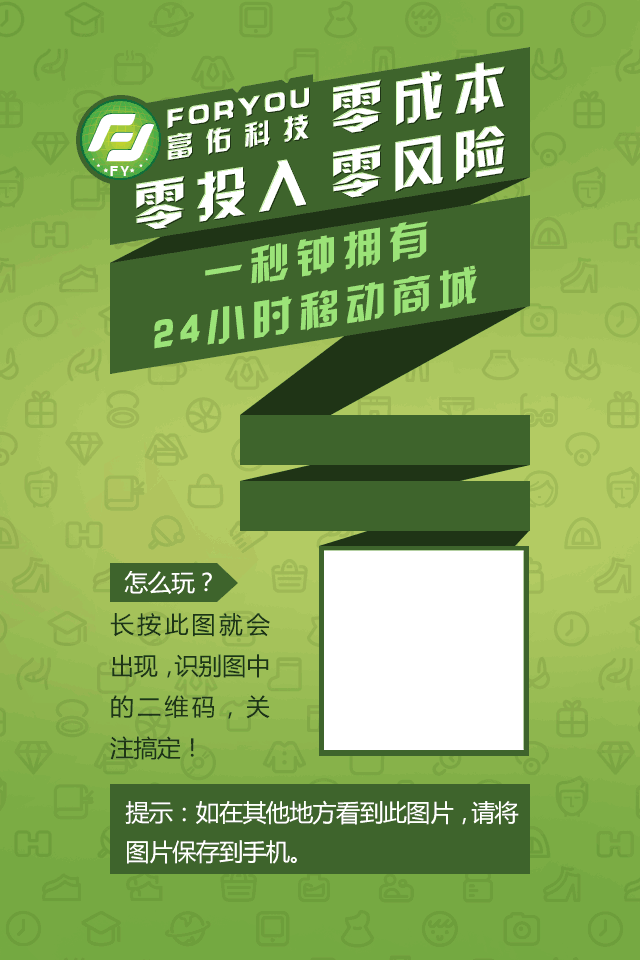 FORYOU
富佑科技
零成本
零投入 零风险
FY
一秒钟拥有
24小时移动商城
怎么玩？
长按此图就会
出现，识别图中
的二维码，关
注搞定！
提示：如在其他地方看到此图片，请将
图片保存到手机。